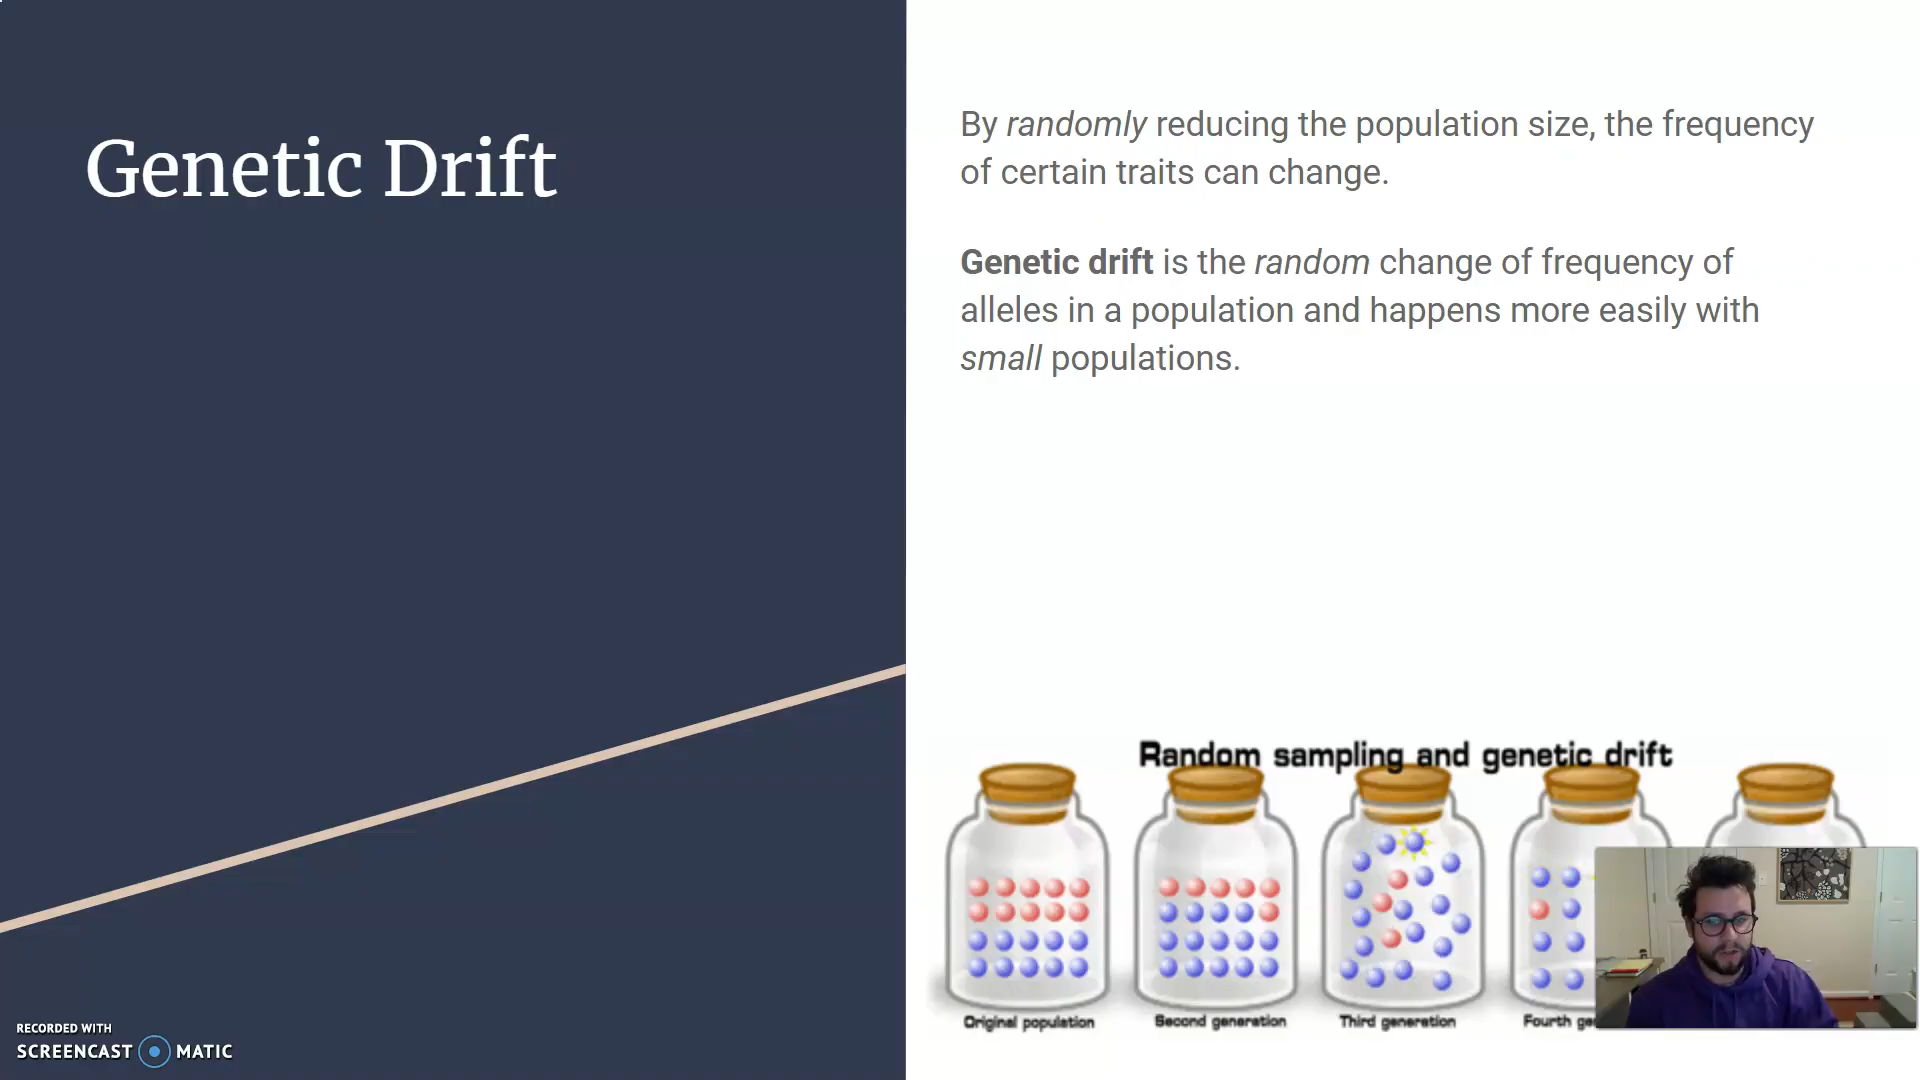 Genetic Drift
By randomly reducing the population size, the frequency
of certain traits can change.
Genetic drift is the random change of frequency of
alleles in a population and happens more easily with
small populations.
Random sampling and genetic drift
Original population
Second generation
Third generation
Fourth
RECORDED WITH
SCREENCAST MATIC